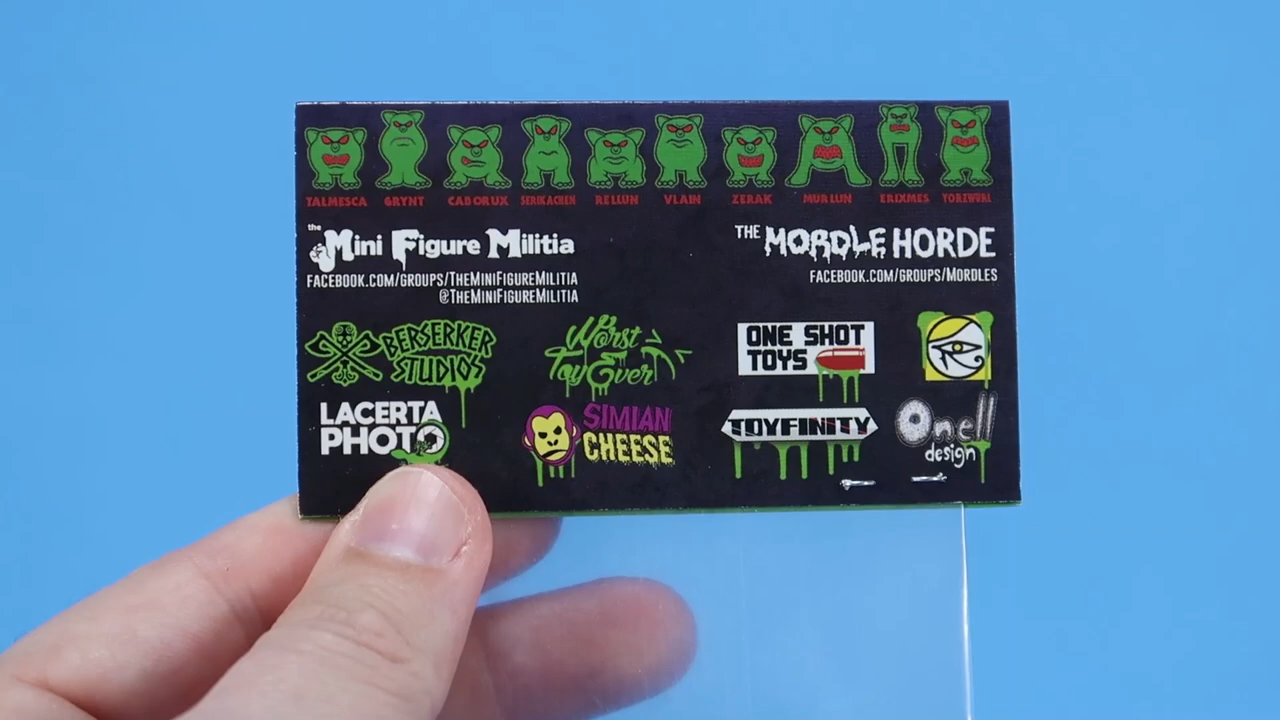 TALMESCA GRYNT CABORUX SERIKACHEN RELLUN VLAIN ZERAK MURLUN ERIXMES YORIWUHL
the Mini Figure Militia
FACEBOOK.COM/GROUPS/THEMINIFIGUREMILITIA
@THEMINIFIGUREMILITIA
THE MORDLE HORDE
FACEBOOK.COM/GROUPS/MORDLES
BERSERKER
STUDIOS
Worst
Toy Ever
ONE SHOT
TOYS
LACERTA
PHOTO
SIMIAN
CHEESE
TOYFINITY
Onell
design